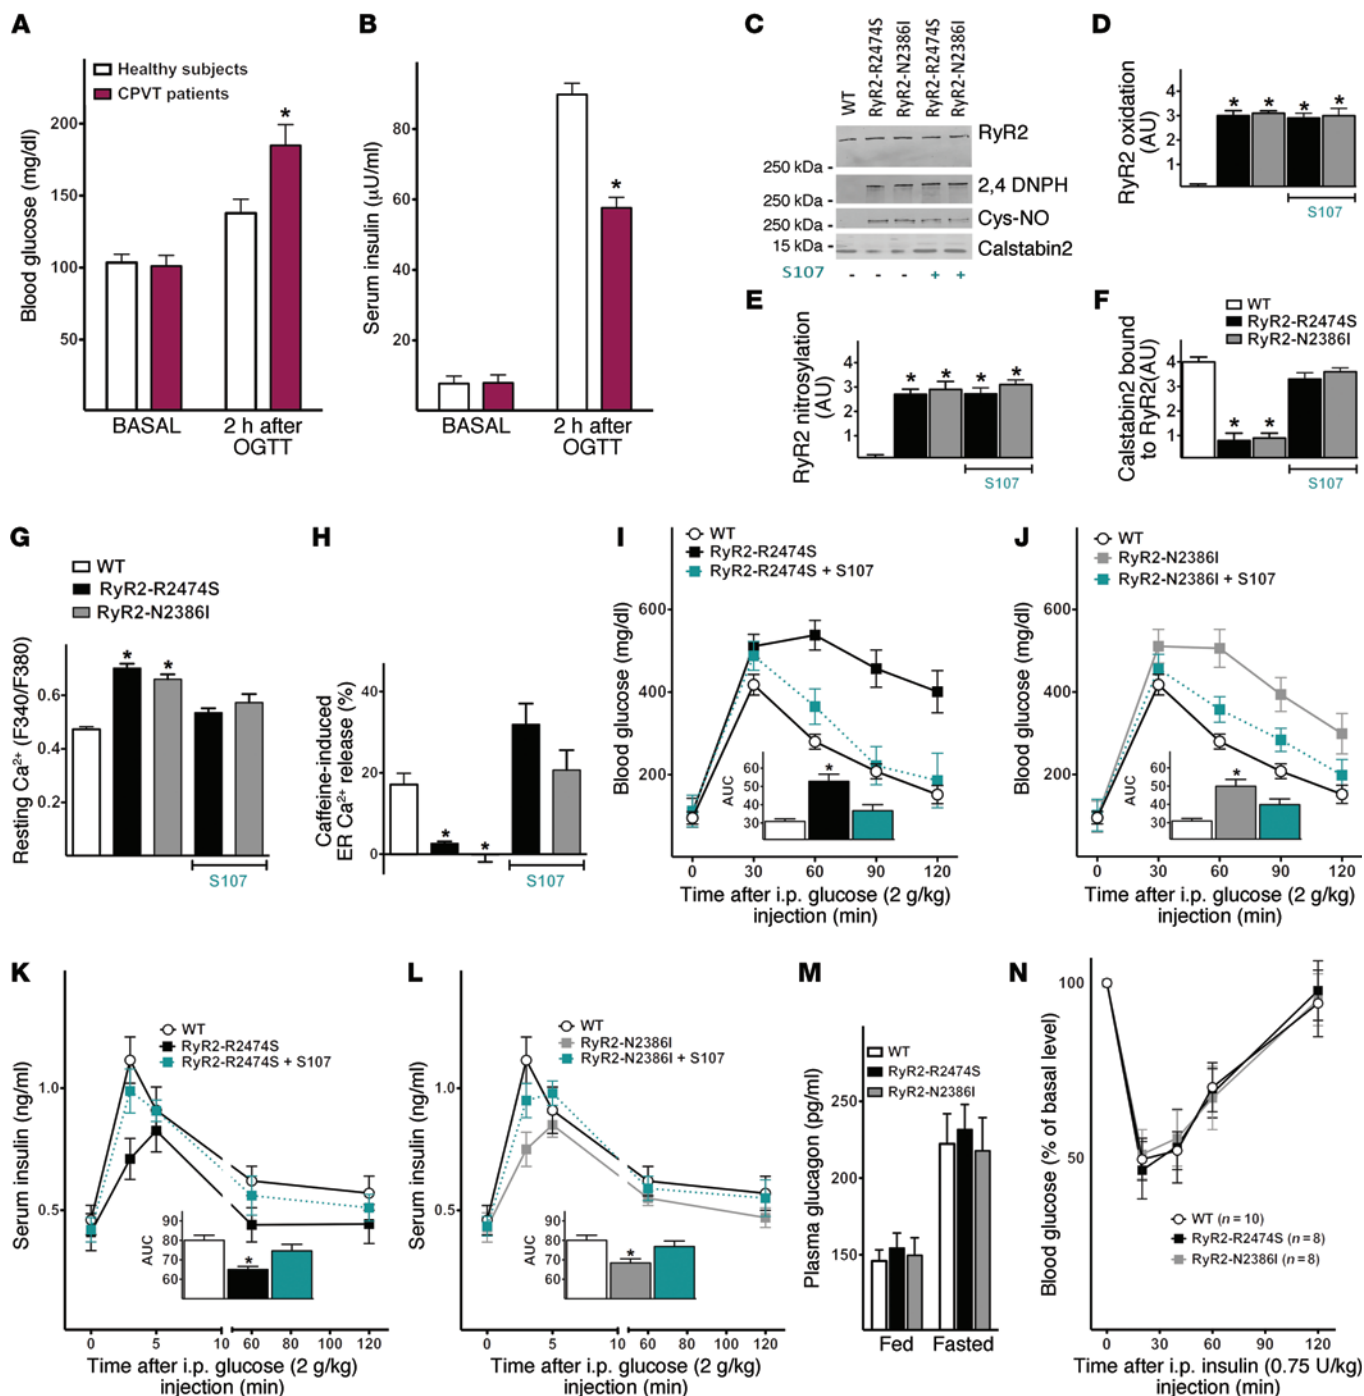 A
Healthy subjects
CPVT patients
Blood glucose (mg/dl)
200
150
100
50
*
BASAL
2 h after
OGTT
B
Serum insulin (µU/ml)
80
60
40
20
*
BASAL
2 h after
OGTT
C
WT
RyR2-R2474S
RyR2-N2386I
RyR2-R2474S
RyR2-N2386I
RyR2
250 kDa -
2,4 DNPH
250 kDa -
Cys-NO
250 kDa -
15 kDa -
Calstabin2
S107 - - - + +
D
RyR2 oxidation
(AU)
4
3
2
1
* * * *
S107
E
RyR2 nitrosylation
(AU)
4
3
2
1
* * * *
S107
F
WT
RyR2-R2474S
RyR2-N2386I
Calstabin2 bound
to RyR2(AU)
4
3
2
1
* *
S107
G
WT
RyR2-R2474S
RyR2-N2386I
Resting Ca²⁺ (F340/F380)
0.6
0.4
0.2
* *
S107
H
Caffeine-induced
ER Ca²⁺ release (%)
40
20
0
* *
S107
I
WT
RyR2-R2474S
RyR2-R2474S + S107
Blood glucose (mg/dl)
600
400
200
AUC
60
50
40
30
*
0 30 60 90 120
Time after i.p. glucose (2 g/kg)
injection (min)
J
WT
RyR2-N2386I
RyR2-N2386I + S107
Blood glucose (mg/dl)
600
400
200
AUC
60
50
40
30
*
0 30 60 90 120
Time after i.p. glucose (2 g/kg)
injection (min)
K
WT
RyR2-R2474S
RyR2-R2474S + S107
Serum insulin (ng/ml)
1.0
0.5
AUC
90
80
70
60
*
0 5 10 60 80 100 120
Time after i.p. glucose (2 g/kg)
injection (min)
L
WT
RyR2-N2386I
RyR2-N2386I + S107
Serum insulin (ng/ml)
1.0
0.5
AUC
90
80
70
60
*
0 5 10 60 80 100 120
Time after i.p. glucose (2 g/kg)
injection (min)
M
WT
RyR2-R2474S
RyR2-N2386I
Plasma glucagon (pg/ml)
250
200
150
Fed Fasted
N
Blood glucose (% of basal level)
100
50
WT (n = 10)
RyR2-R2474S (n = 8)
RyR2-N2386I (n = 8)
0 30 60 90 120
Time after i.p. insulin (0.75 U/kg)
injection (min)